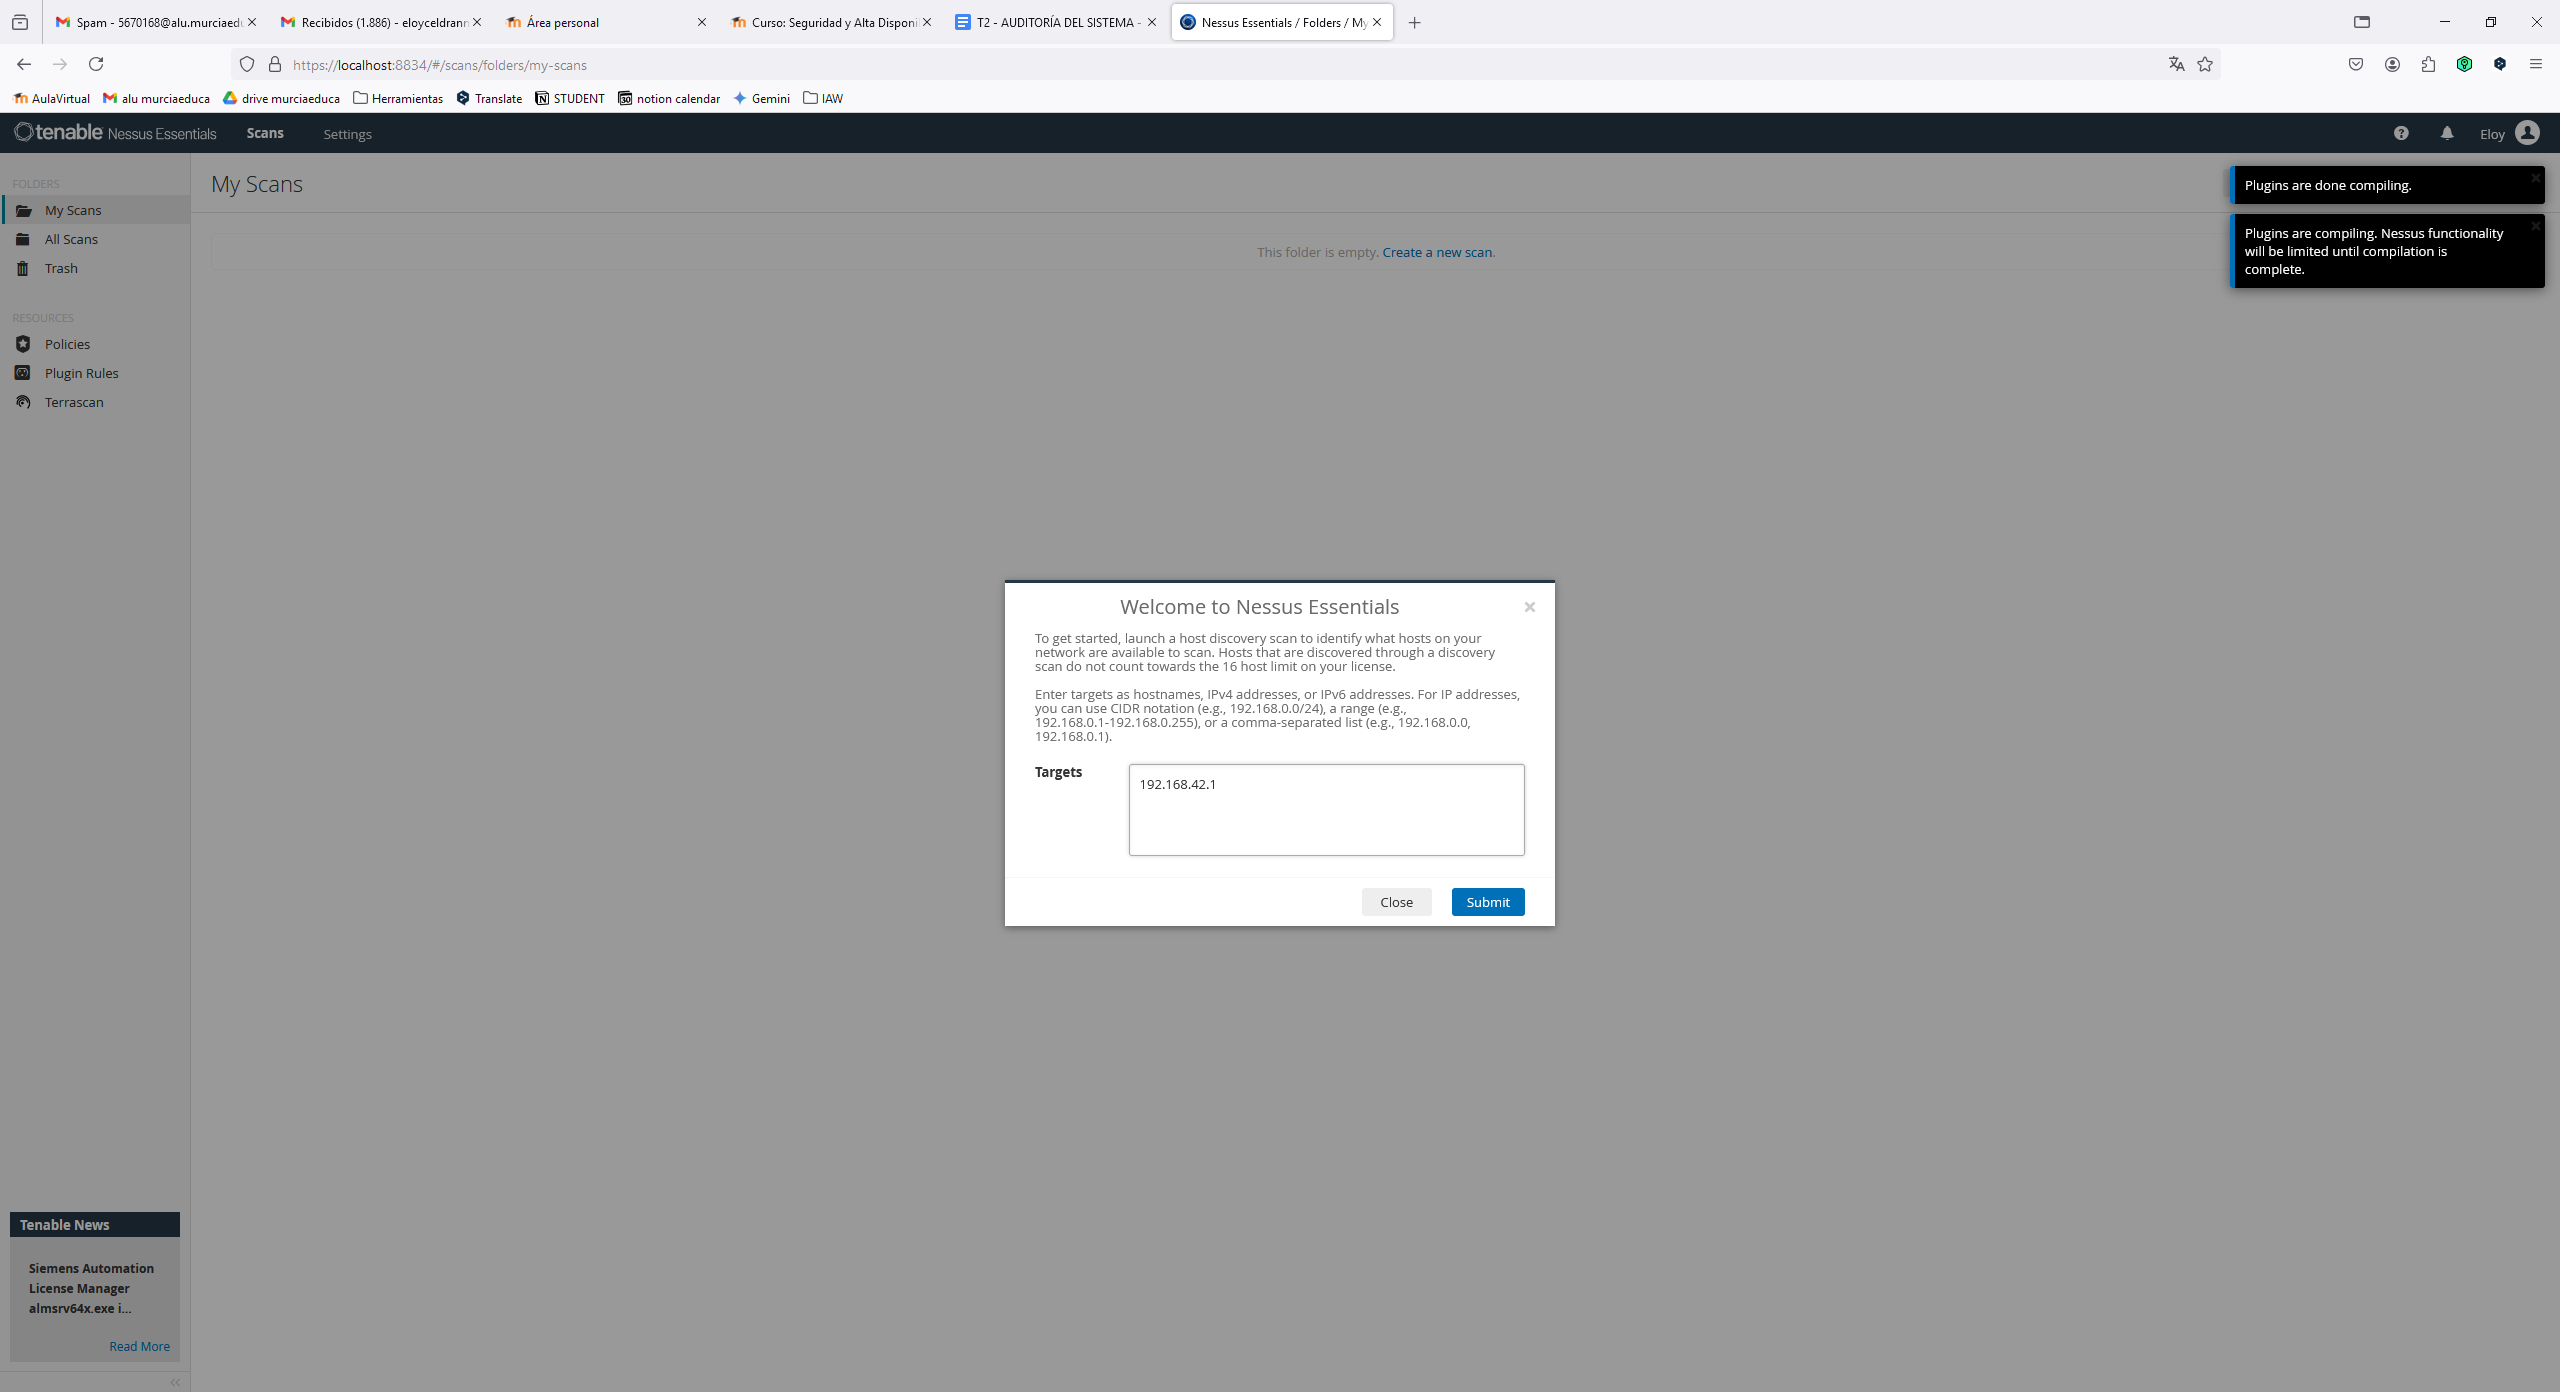 Spam - 5670168@alu.murciaedu
Recibidos (1.886) - eloyceldrann
Área personal
Curso: Seguridad y Alta Disponi
T2 - AUDITORÍA DEL SISTEMA -
Nessus Essentials / Folders / My
https://localhost:8834/#/scans/folders/my-scans
AulaVirtual
alu murciaeduca
drive murciaeduca
Herramientas
Translate
STUDENT
notion calendar
Gemini
IAW
tenable Nessus Essentials
Scans
Settings
Eloy
FOLDERS
My Scans
All Scans
Trash
RESOURCES
Policies
Plugin Rules
Terrascan
My Scans
This folder is empty. Create a new scan.
Plugins are done compiling.
Plugins are compiling. Nessus functionality
will be limited until compilation is
complete.
Welcome to Nessus Essentials
To get started, launch a host discovery scan to identify what hosts on your
network are available to scan. Hosts that are discovered through a discovery
scan do not count towards the 16 host limit on your license.
Enter targets as hostnames, IPv4 addresses, or IPv6 addresses. For IP addresses,
you can use CIDR notation (e.g., 192.168.0.0/24), a range (e.g.,
192.168.0.1-192.168.0.255), or a comma-separated list (e.g., 192.168.0.0,
192.168.0.1).
Targets
192.168.42.1
Close
Submit
Tenable News
Siemens Automation
License Manager
almsrv64x.exe i...
Read More